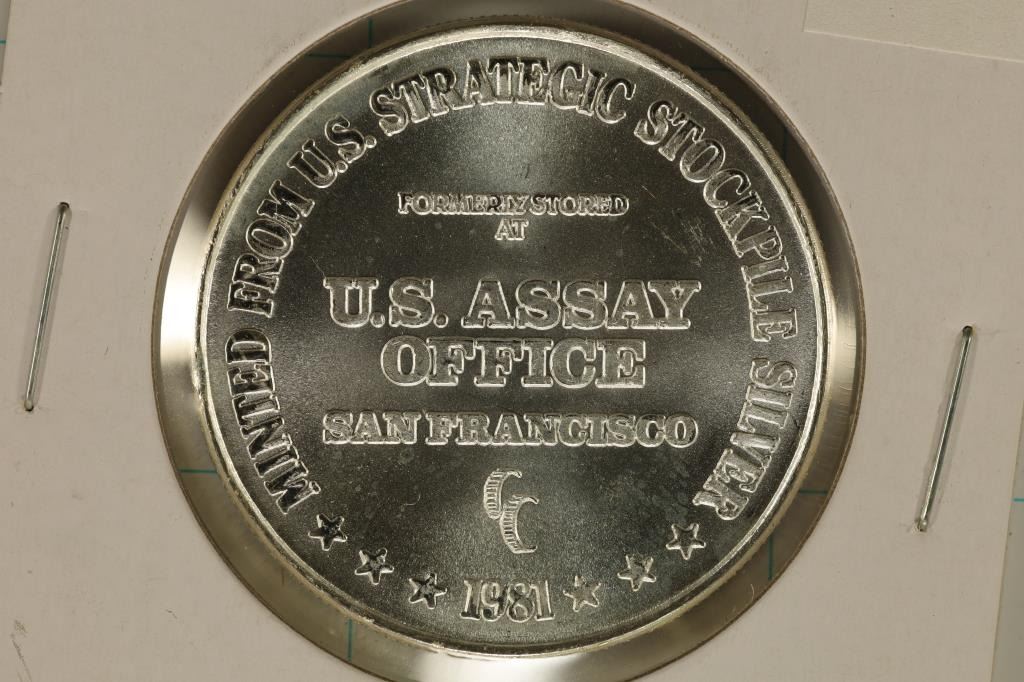 MINTED FROM U.S. STRATEGIC STOCKPILE SILVER
FORMERLY STORED
AT
U.S. ASSAY
OFFICE
SAN FRANCISCO
1981